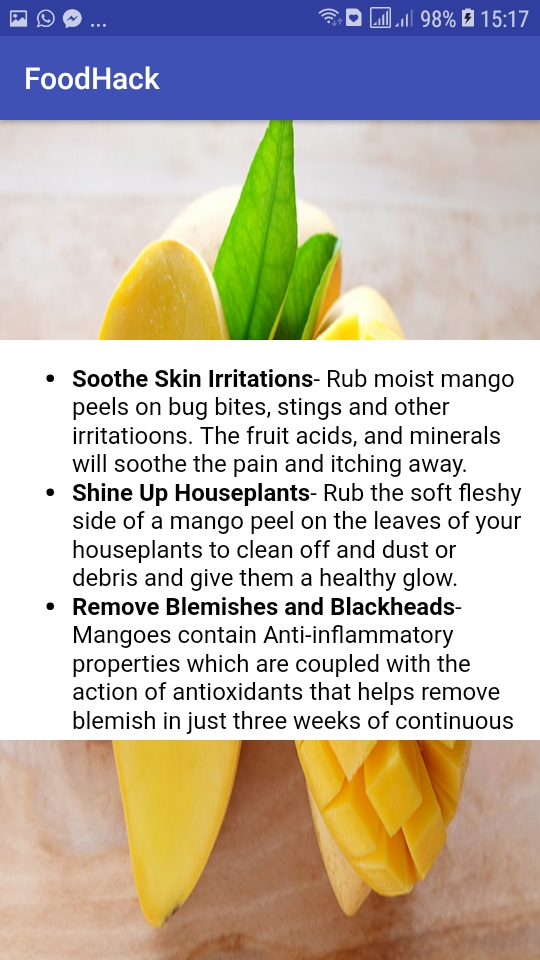 ... 98% 15:17
FoodHack
• Soothe Skin Irritations- Rub moist mango
peels on bug bites, stings and other
irritatioons. The fruit acids, and minerals
will soothe the pain and itching away.
• Shine Up Houseplants- Rub the soft fleshy
side of a mango peel on the leaves of your
houseplants to clean off and dust or
debris and give them a healthy glow.
• Remove Blemishes and Blackheads-
Mangoes contain Anti-inflammatory
properties which are coupled with the
action of antioxidants that helps remove
blemish in just three weeks of continuous